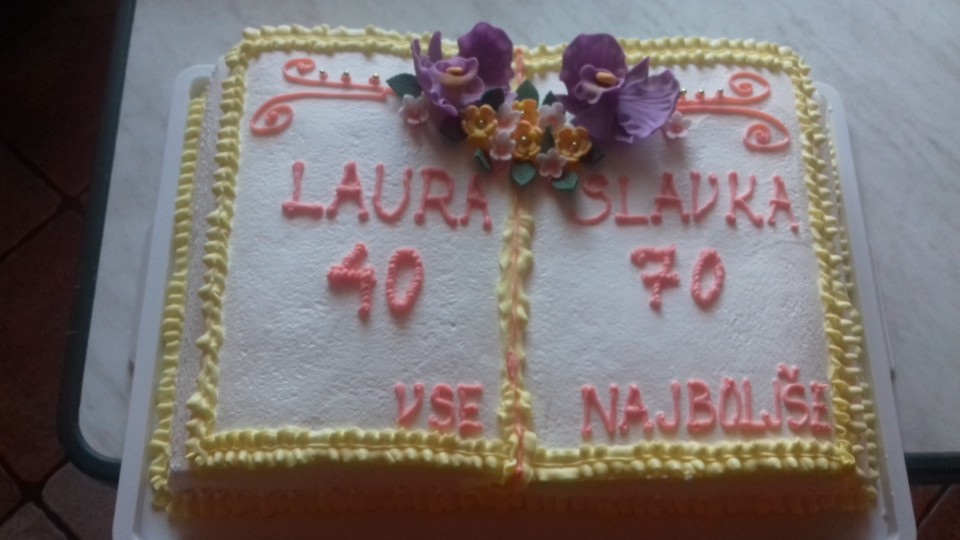 LAURA
40
VSE
SLAVKA
70
NAJBOLJŠE